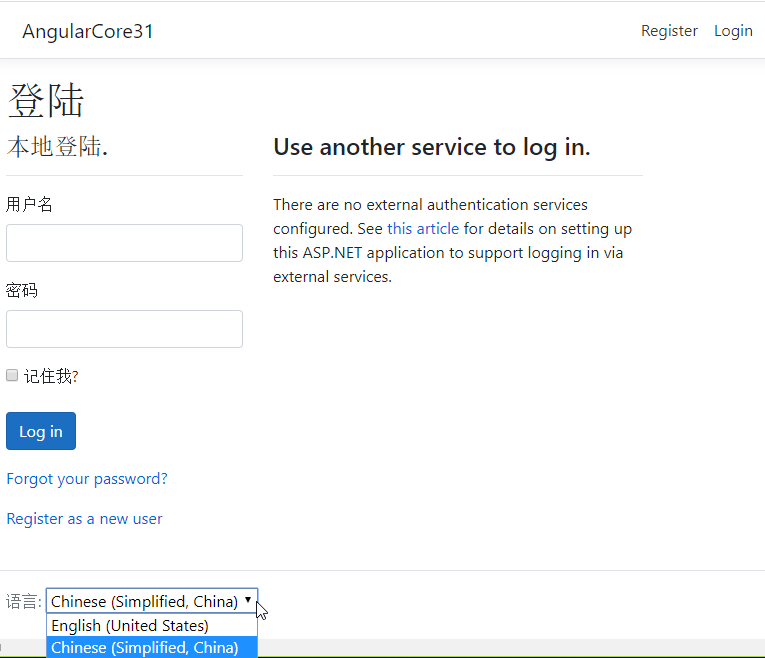 AngularCore31
Register Login
登陆
本地登陆.
用户名
密码
记住我?
Log in
Forgot your password?
Register as a new user
Use another service to log in.
There are no external authentication services
configured. See this article for details on setting up
this ASP.NET application to support logging in via
external services.
语言: Chinese (Simplified, China)
English (United States)
Chinese (Simplified, China)